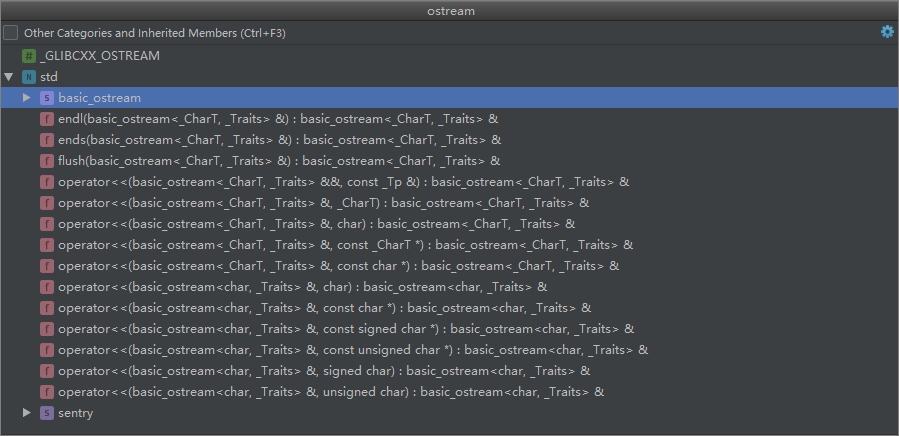 ostream
Other Categories and Inherited Members (Ctrl+F3)
# _GLIBCXX_OSTREAM
N std
S basic_ostream
f endl(basic_ostream<_CharT, _Traits> &) : basic_ostream<_CharT, _Traits> &
f ends(basic_ostream<_CharT, _Traits> &) : basic_ostream<_CharT, _Traits> &
f flush(basic_ostream<_CharT, _Traits> &) : basic_ostream<_CharT, _Traits> &
f operator<<(basic_ostream<_CharT, _Traits> &&, const _Tp &) : basic_ostream<_CharT, _Traits> &
f operator<<(basic_ostream<_CharT, _Traits> &, _CharT) : basic_ostream<_CharT, _Traits> &
f operator<<(basic_ostream<_CharT, _Traits> &, char) : basic_ostream<_CharT, _Traits> &
f operator<<(basic_ostream<_CharT, _Traits> &, const _CharT *) : basic_ostream<_CharT, _Traits> &
f operator<<(basic_ostream<_CharT, _Traits> &, const char *) : basic_ostream<_CharT, _Traits> &
f operator<<(basic_ostream<char, _Traits> &, char) : basic_ostream<char, _Traits> &
f operator<<(basic_ostream<char, _Traits> &, const char *) : basic_ostream<char, _Traits> &
f operator<<(basic_ostream<char, _Traits> &, const signed char *) : basic_ostream<char, _Traits> &
f operator<<(basic_ostream<char, _Traits> &, const unsigned char *) : basic_ostream<char, _Traits> &
f operator<<(basic_ostream<char, _Traits> &, signed char) : basic_ostream<char, _Traits> &
f operator<<(basic_ostream<char, _Traits> &, unsigned char) : basic_ostream<char, _Traits> &
S sentry